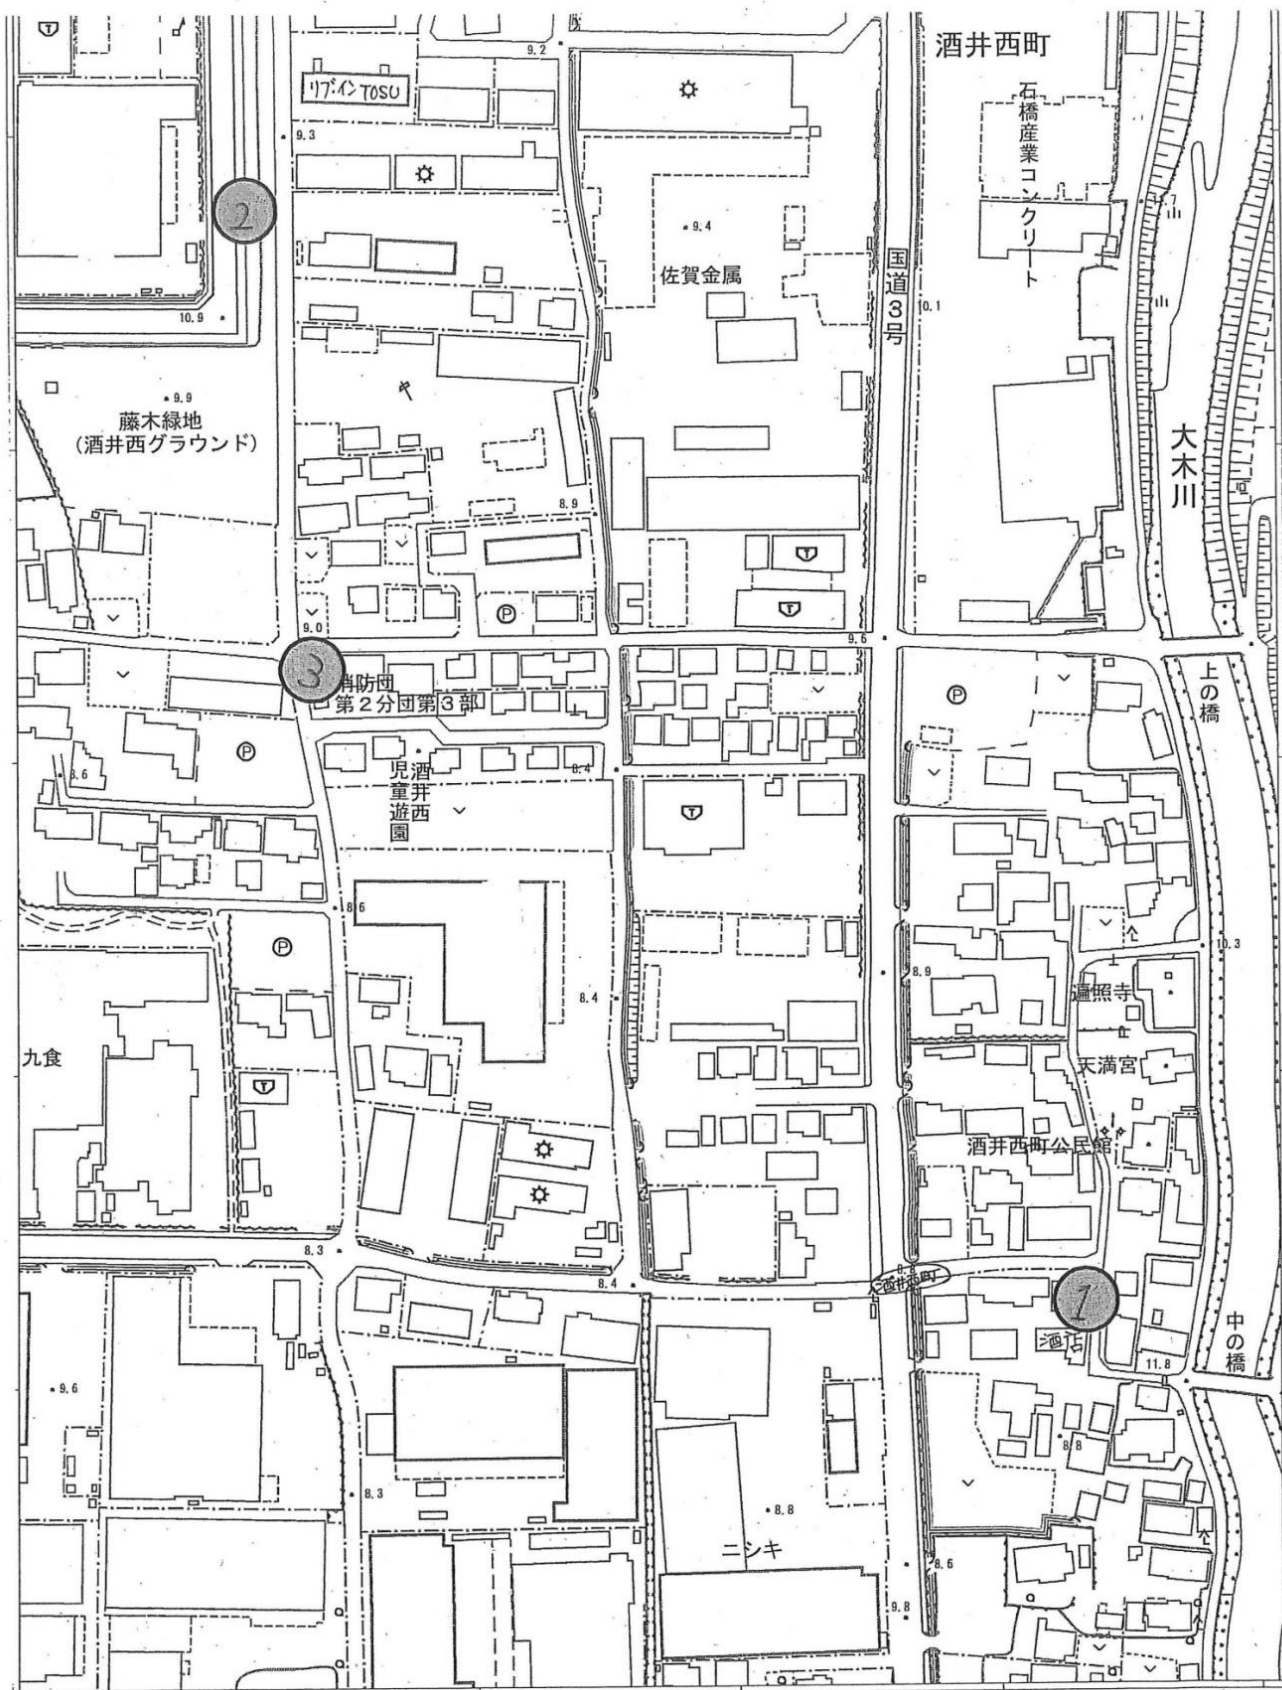 9.2
酒井西町
リブインTOSU
石橋産業コンクリート
9.3
2
9.4
佐賀金属
国道3号
10.1
10.9
9.9
藤木緑地
(酒井西グラウンド)
大木川
8.9
P
9.0
9.6
3
消防団
第2分団第3部
上の橋
P
P
8.6
8.4
酒井西
児童遊園
8.6
P
10.3
8.4
8.9
遍照寺
九食
天満宮
酒井西町公民館
8.3
8.4
8.8
酒井西町
1
酒店
中の橋
11.8
9.6
8.8
8.3
8.8
ニシキ
8.6
9.8